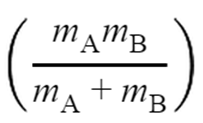 (m_A m_B / (m_A + m_B))